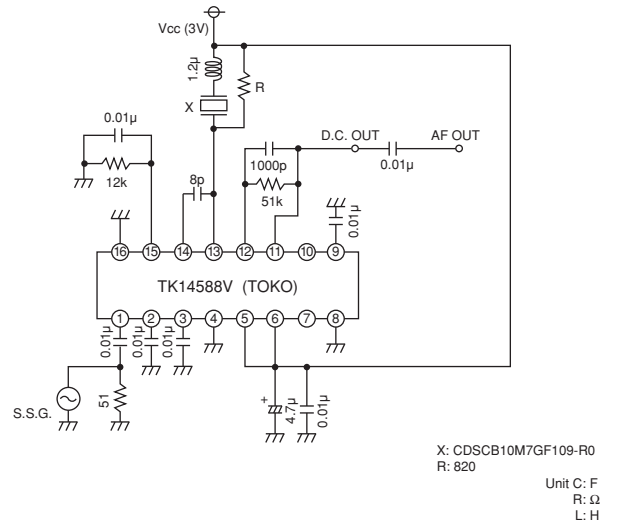 Vcc (3V)
1.2µ
R
X
0.01µ
12k
8p
1000p
51k
D.C. OUT
0.01µ
AF OUT
0.01µ
16 15 14 13 12 11 10 9
TK14588V (TOKO)
1 2 3 4 5 6 7 8
0.01µ
0.01µ
0.01µ
S.S.G.
51
+
4.7µ
0.01µ
X: CDSCB10M7GF109-R0
R: 820
Unit C: F
R: Ω
L: H